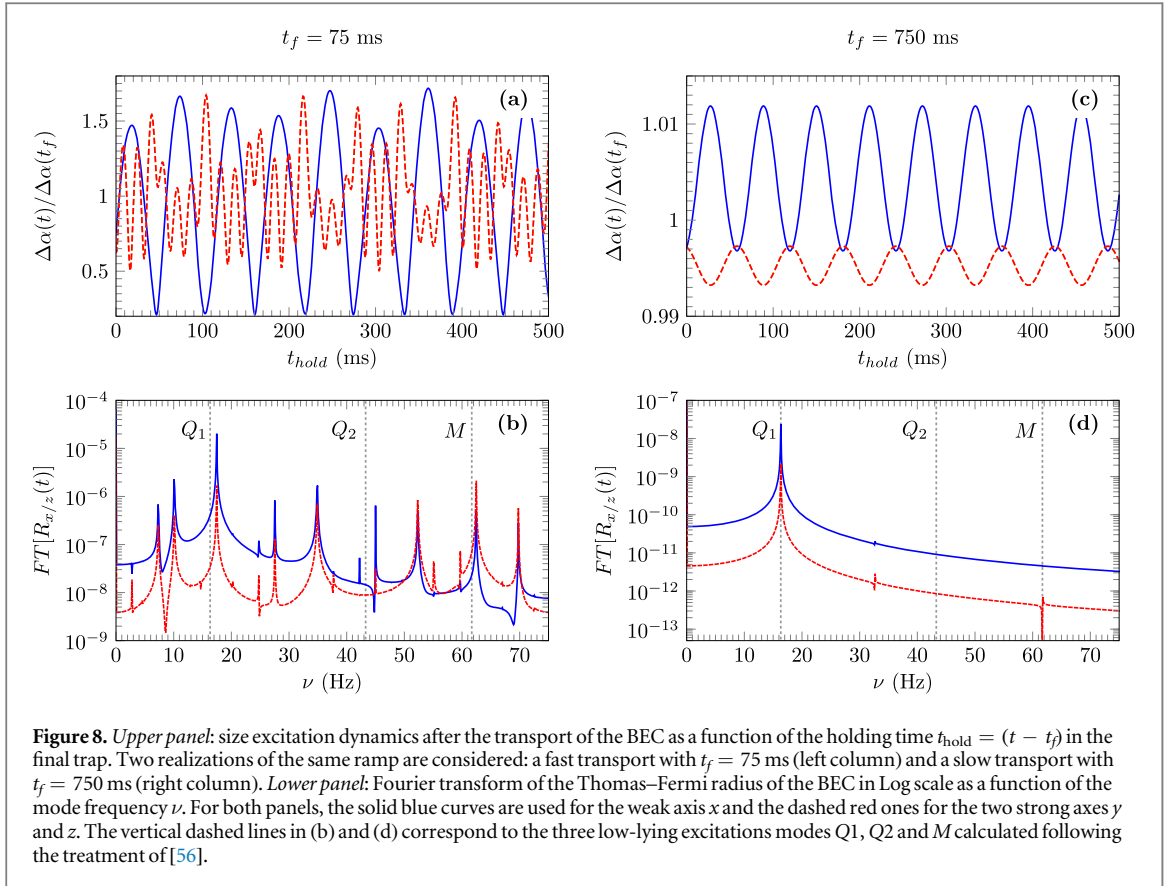 t_f = 75 ms
t_f = 750 ms
(a)
Δα(t)/Δα(t_f)
1.5
1
0.5
0 100 200 300 400 500
t_hold (ms)
(c)
Δα(t)/Δα(t_f)
1.01
1
0.99
0 100 200 300 400 500
t_hold (ms)
(b)
Q_1 Q_2 M
FT[R_x/z(t)]
10^−4
10^−5
10^−6
10^−7
10^−8
10^−9
0 10 20 30 40 50 60 70
ν (Hz)
(d)
Q_1 Q_2 M
FT[R_x/z(t)]
10^−7
10^−8
10^−9
10^−10
10^−11
10^−12
10^−13
0 10 20 30 40 50 60 70
ν (Hz)
Figure 8. Upper panel: size excitation dynamics after the transport of the BEC as a function of the holding time t_hold = (t − t_f) in the
final trap. Two realizations of the same ramp are considered: a fast transport with t_f = 75 ms (left column) and a slow transport with
t_f = 750 ms (right column). Lower panel: Fourier transform of the Thomas–Fermi radius of the BEC in Log scale as a function of the
mode frequency ν. For both panels, the solid blue curves are used for the weak axis x and the dashed red ones for the two strong axes y
and z. The vertical dashed lines in (b) and (d) correspond to the three low-lying excitations modes Q1, Q2 and M calculated following
the treatment of [56].